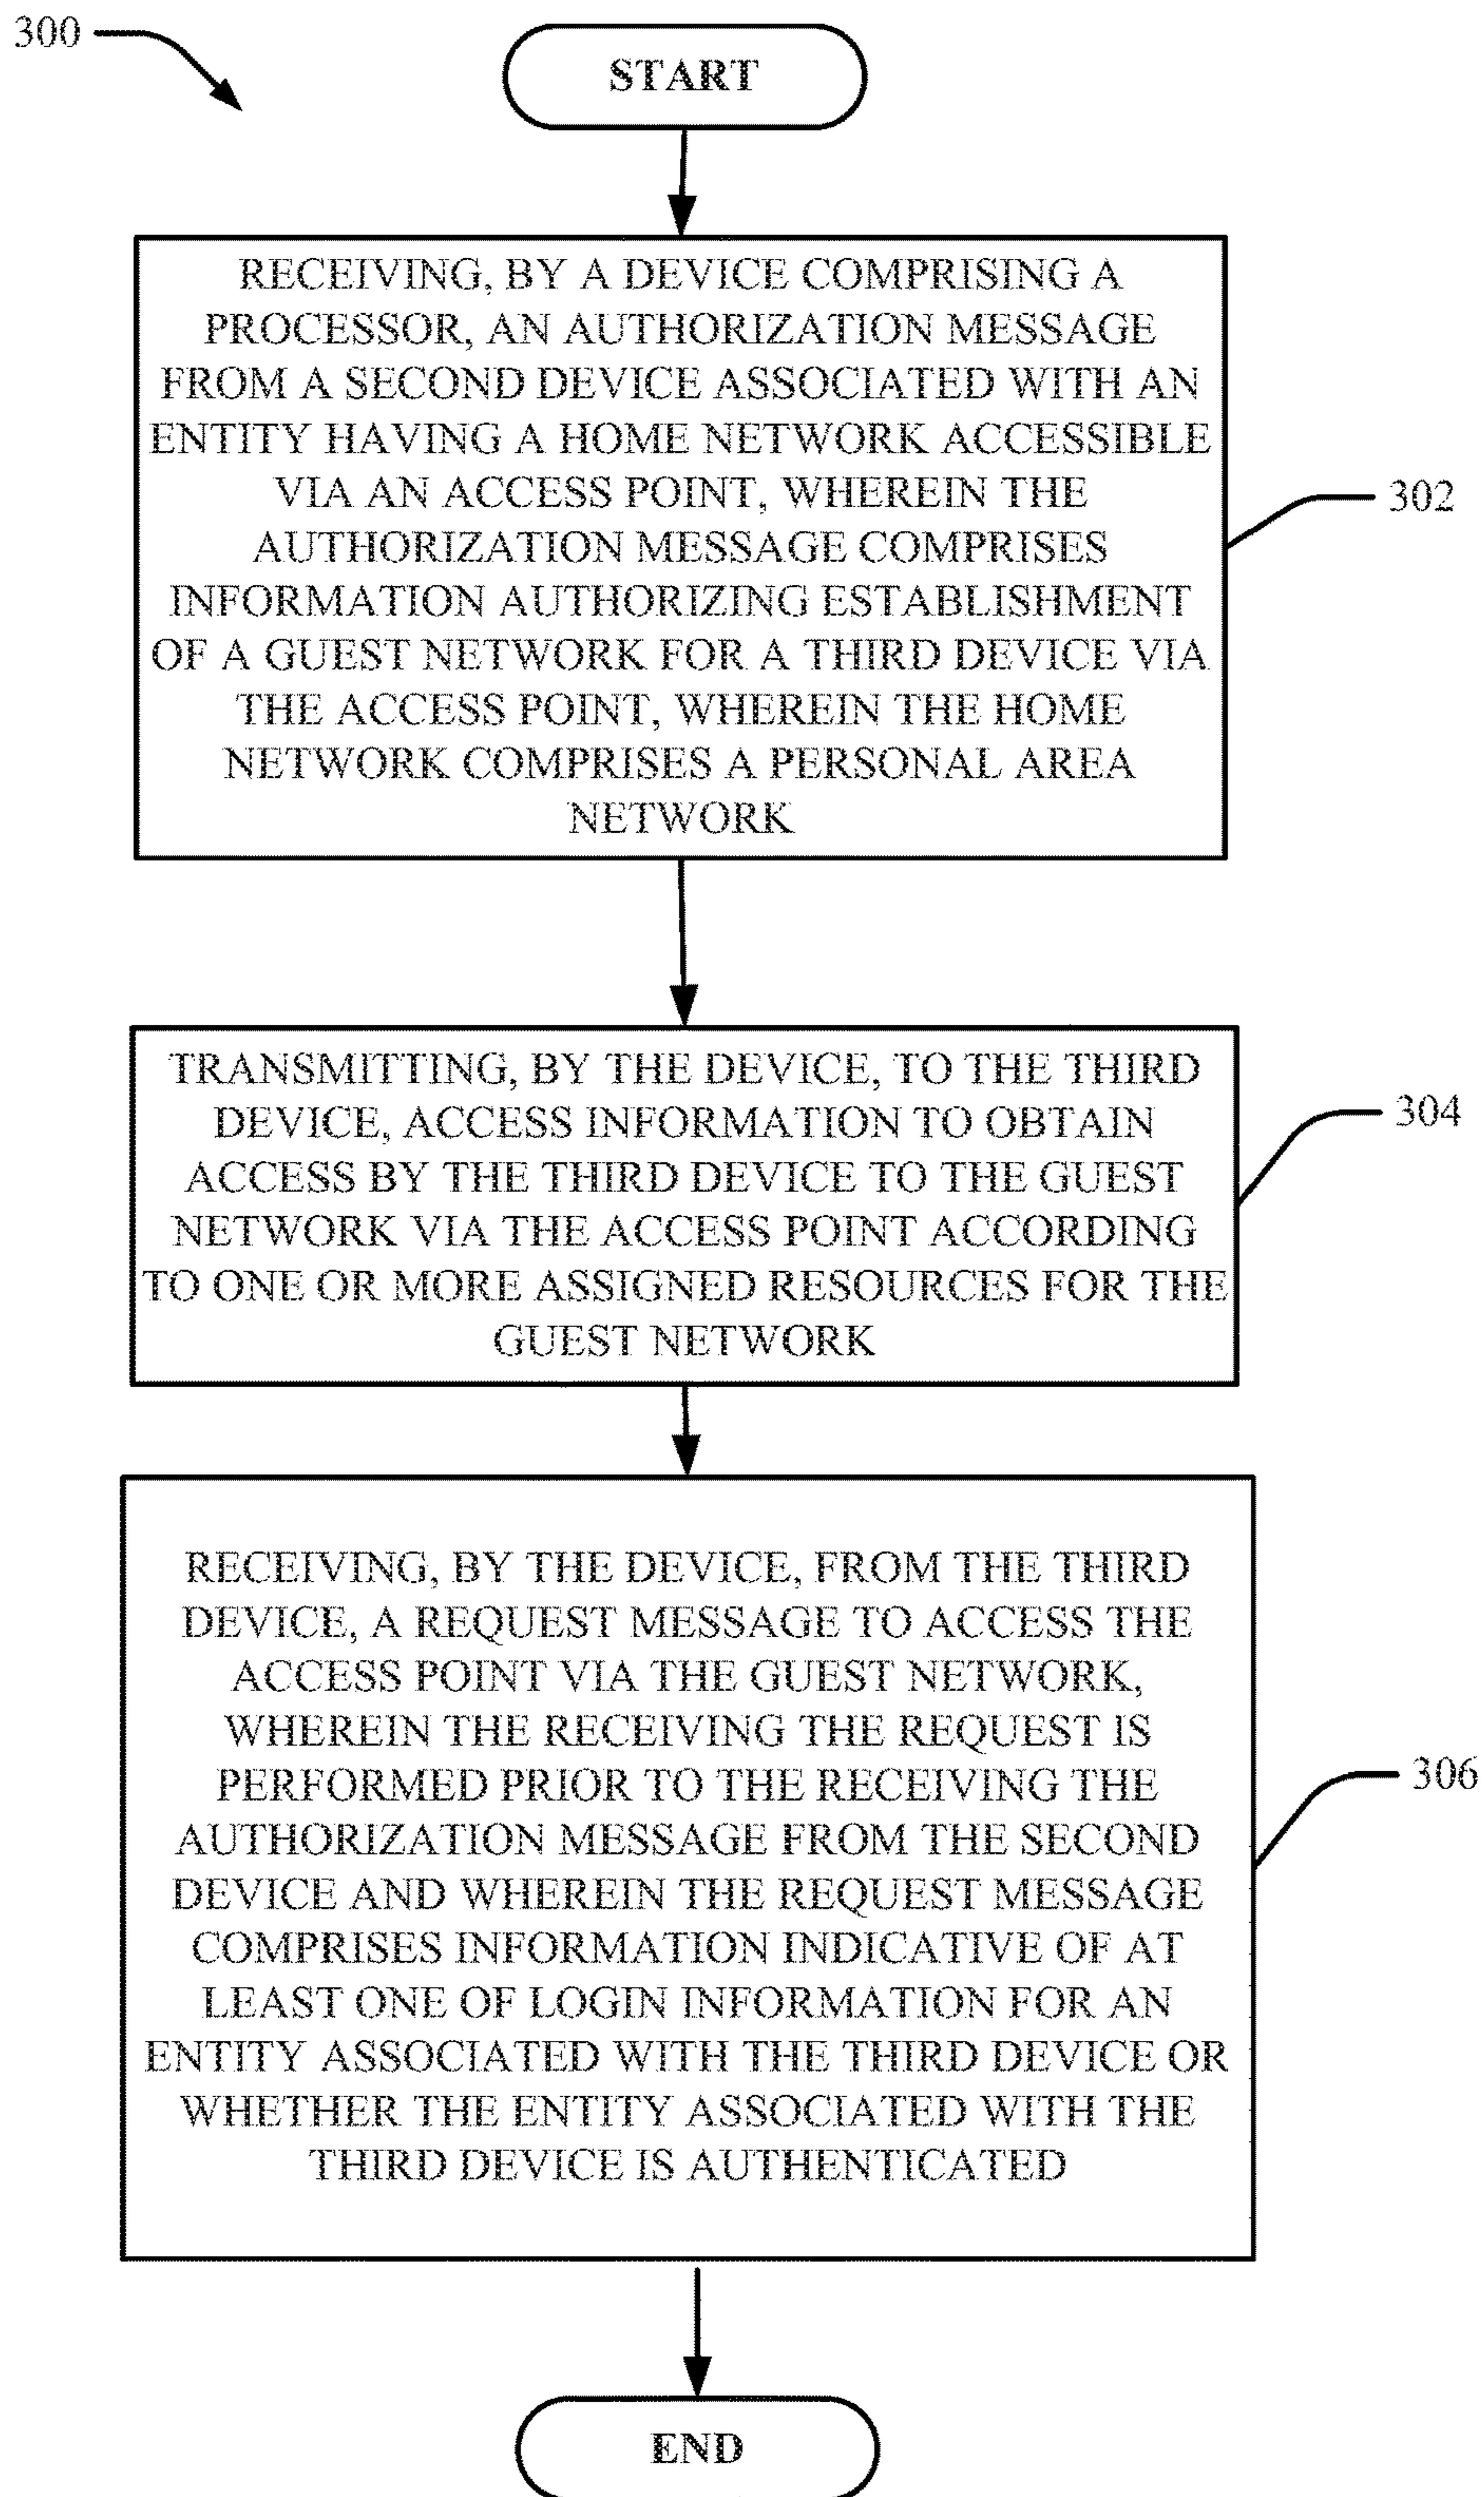 300
START
RECEIVING, BY A DEVICE COMPRISING A
PROCESSOR, AN AUTHORIZATION MESSAGE
FROM A SECOND DEVICE ASSOCIATED WITH AN
ENTITY HAVING A HOME NETWORK ACCESSIBLE
VIA AN ACCESS POINT, WHEREIN THE
AUTHORIZATION MESSAGE COMPRISES
INFORMATION AUTHORIZING ESTABLISHMENT
OF A GUEST NETWORK FOR A THIRD DEVICE VIA
THE ACCESS POINT, WHEREIN THE HOME
NETWORK COMPRISES A PERSONAL AREA
NETWORK
302
TRANSMITTING, BY THE DEVICE, TO THE THIRD
DEVICE, ACCESS INFORMATION TO OBTAIN
ACCESS BY THE THIRD DEVICE TO THE GUEST
NETWORK VIA THE ACCESS POINT ACCORDING
TO ONE OR MORE ASSIGNED RESOURCES FOR THE
GUEST NETWORK
304
RECEIVING, BY THE DEVICE, FROM THE THIRD
DEVICE, A REQUEST MESSAGE TO ACCESS THE
ACCESS POINT VIA THE GUEST NETWORK,
WHEREIN THE RECEIVING THE REQUEST IS
PERFORMED PRIOR TO THE RECEIVING THE
AUTHORIZATION MESSAGE FROM THE SECOND
DEVICE AND WHEREIN THE REQUEST MESSAGE
COMPRISES INFORMATION INDICATIVE OF AT
LEAST ONE OF LOGIN INFORMATION FOR AN
ENTITY ASSOCIATED WITH THE THIRD DEVICE OR
WHETHER THE ENTITY ASSOCIATED WITH THE
THIRD DEVICE IS AUTHENTICATED
306
END